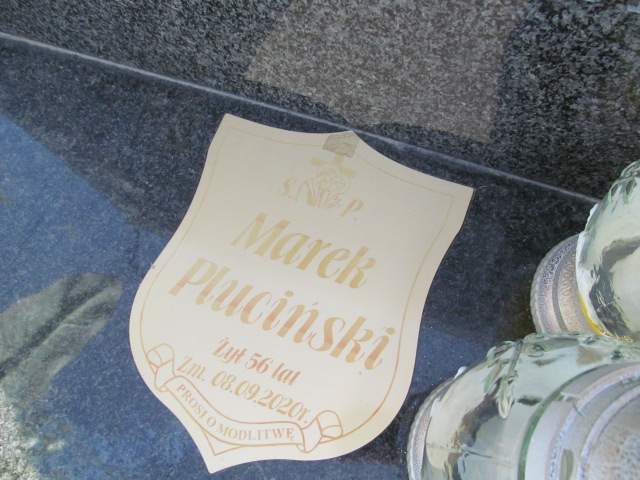 Ś. P.
Marek
Pluciński
Żył 56 lat
Zm. 08.09.2020r.
PROSI O MODLITWĘ